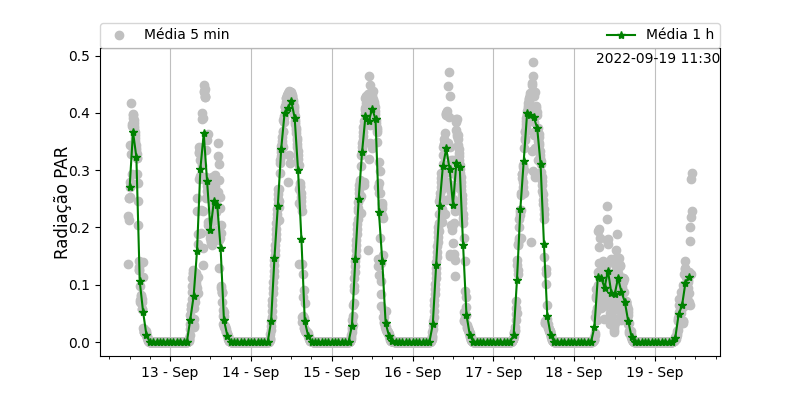 Média 5 min
Média 1 h
2022-09-19 11:30
Radiação PAR
0.5
0.4
0.3
0.2
0.1
0.0
13 - Sep
14 - Sep
15 - Sep
16 - Sep
17 - Sep
18 - Sep
19 - Sep